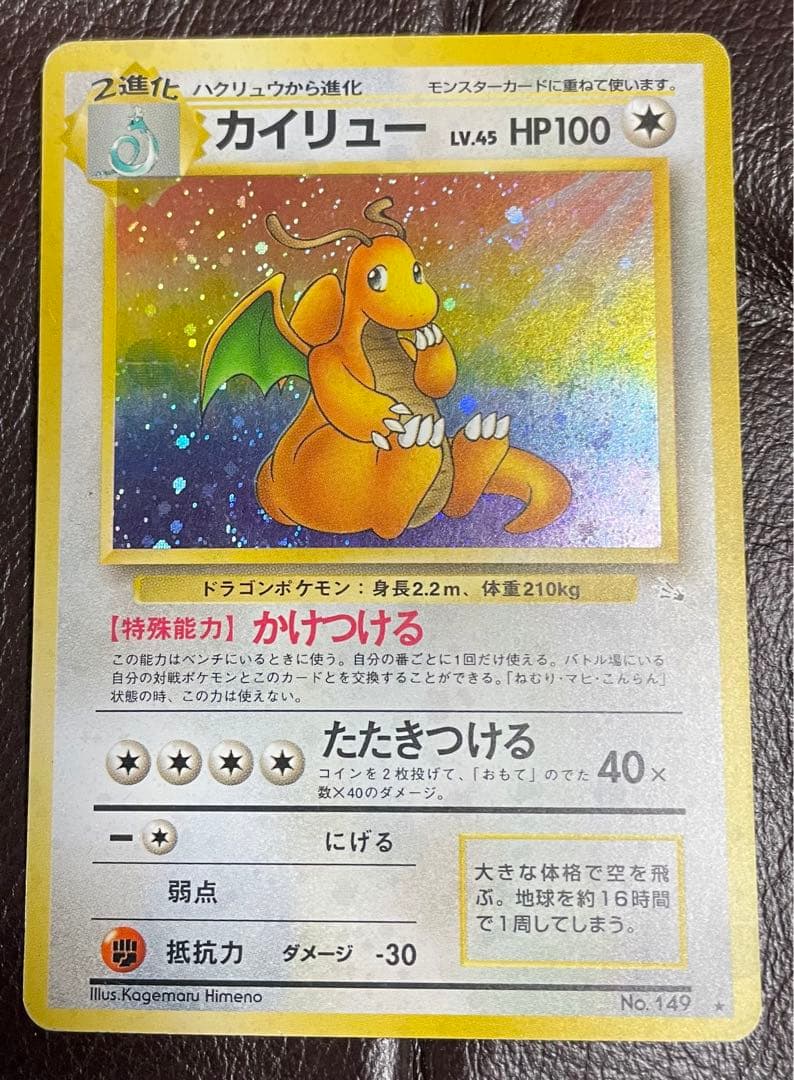 2進化 ハクリュウから進化 モンスターカードに重ねて使います。
カイリュー LV.45 HP100
ドラゴンポケモン：身長2.2m、体重210kg
【特殊能力】かけつける
この能力はベンチにいるときに使う。自分の番ごとに1回だけ使える。バトル場にいる
自分の対戦ポケモンとこのカードとを交換することができる。「ねむり・マヒ・こんらん」
状態の時、この力は使えない。
たたきつける
コインを2枚投げて、「おもて」のでた
数×40のダメージ。
40×
ー にげる
弱点
抵抗力 ダメージ -30
大きな体格で空を飛
ぶ。地球を約16時間
で1周してしまう。
Illus.Kagemaru Himeno
No.149 ★